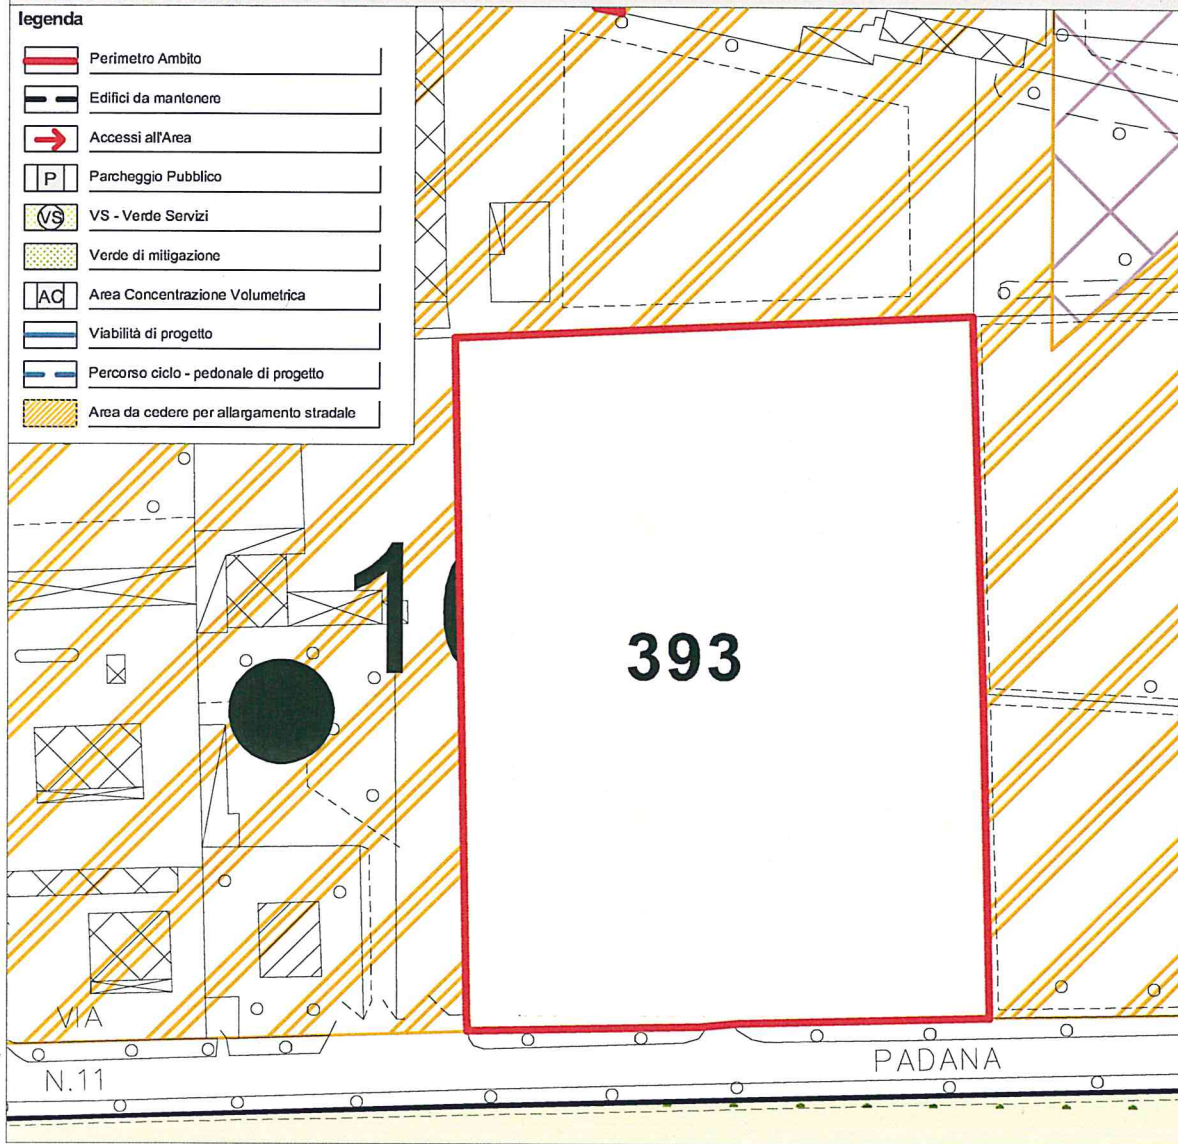 legenda
Perimetro Ambito
Edifici da mantenere
Accessi all'Area
P Parcheggio Pubblico
VS VS - Verde Servizi
Verde di mitigazione
AC Area Concentrazione Volumetrica
Viabilità di progetto
Percorso ciclo - pedonale di progetto
Area da cedere per allargamento stradale
1
393
VIA
PADANA
N.11